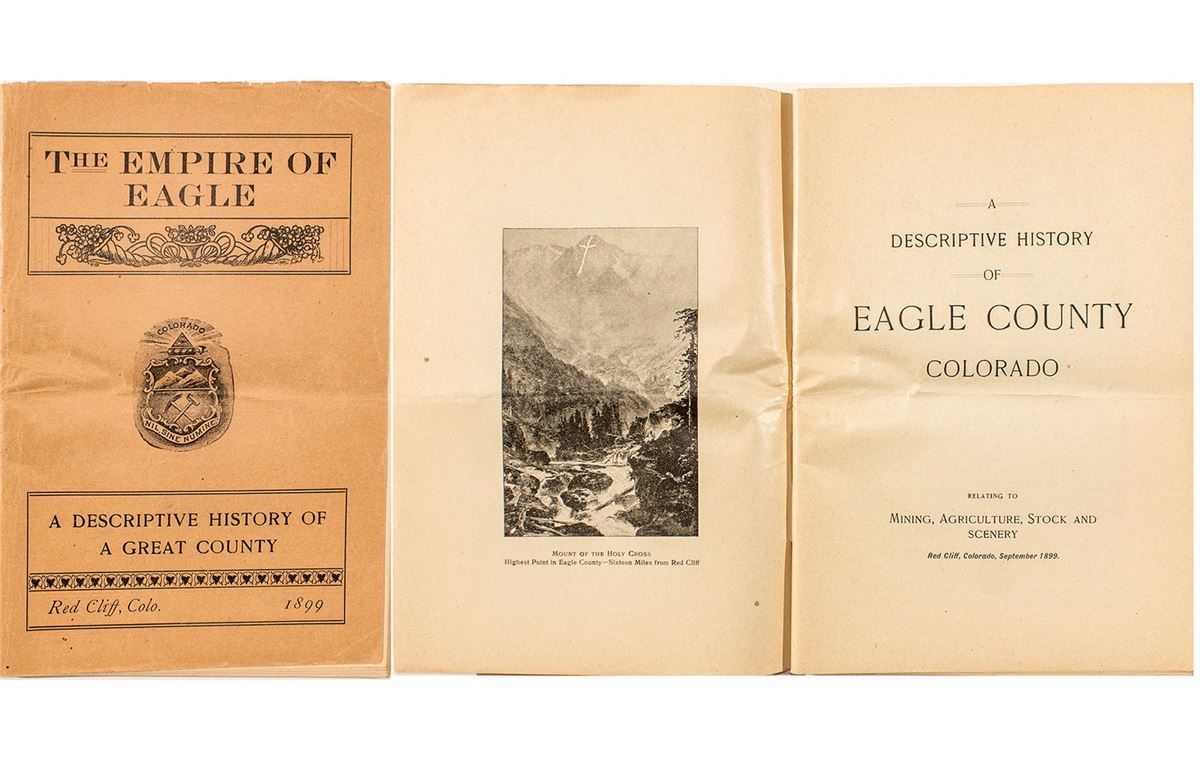 THE EMPIRE OF
EAGLE
COLORADO
NIL SINE NUMINE
A DESCRIPTIVE HISTORY OF
A GREAT COUNTY
Red Cliff, Colo. 1899
MOUNT OF THE HOLY CROSS
Highest Point in Eagle County—Sixteen Miles from Red Cliff
A
DESCRIPTIVE HISTORY
OF
EAGLE COUNTY
COLORADO
RELATING TO
MINING, AGRICULTURE, STOCK AND
SCENERY
Red Cliff, Colorado, September 1899.